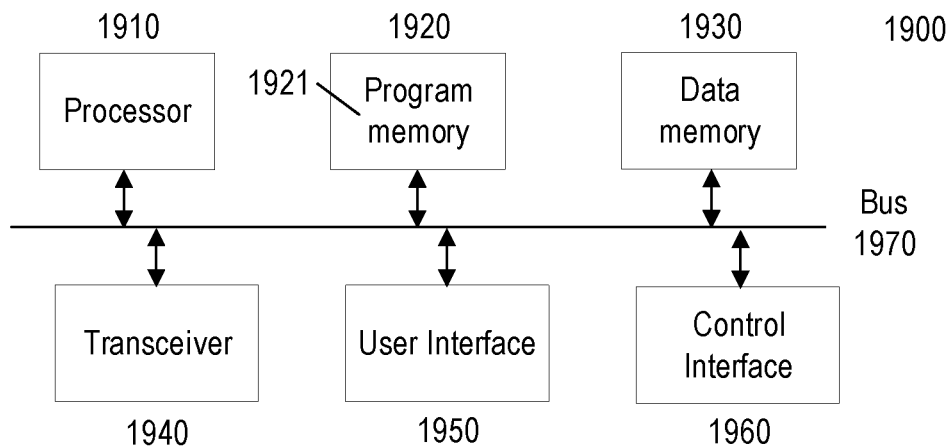 1910
1920
1930
1900
Processor
1921
Program
memory
Data
memory
Bus
1970
Transceiver
User Interface
Control
Interface
1940
1950
1960